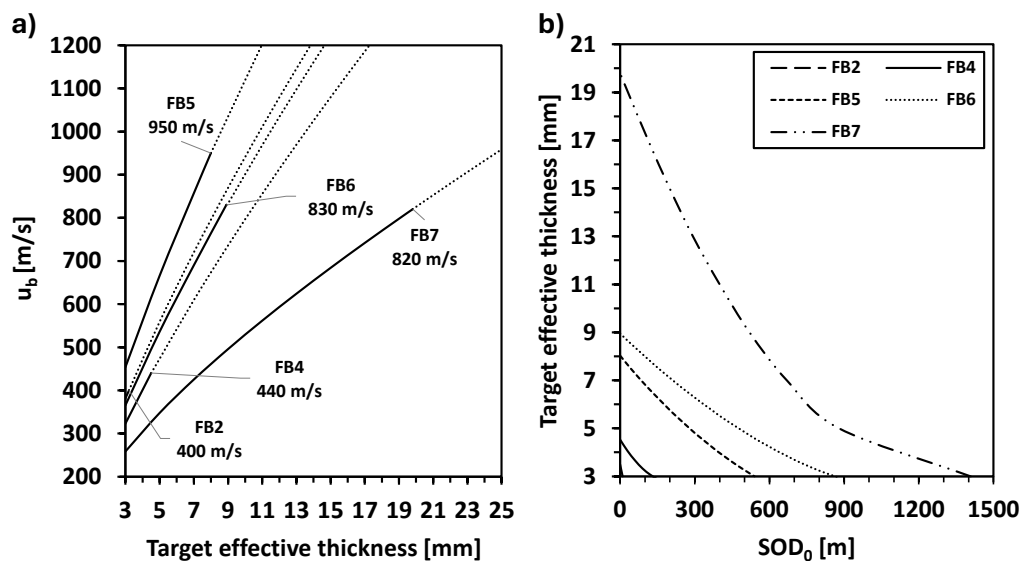 a)
1200
1100
1000
900
800
700
600
500
400
300
200
u_b [m/s]
FB5
950 m/s
FB6
830 m/s
FB7
820 m/s
FB4
440 m/s
FB2
400 m/s
3 5 7 9 11 13 15 17 19 21 23 25
Target effective thickness [mm]
b)
21
19
17
15
13
11
9
7
5
3
Target effective thickness [mm]
FB2 FB4
FB5 FB6
FB7
0 300 600 900 1200 1500
SOD₀ [m]